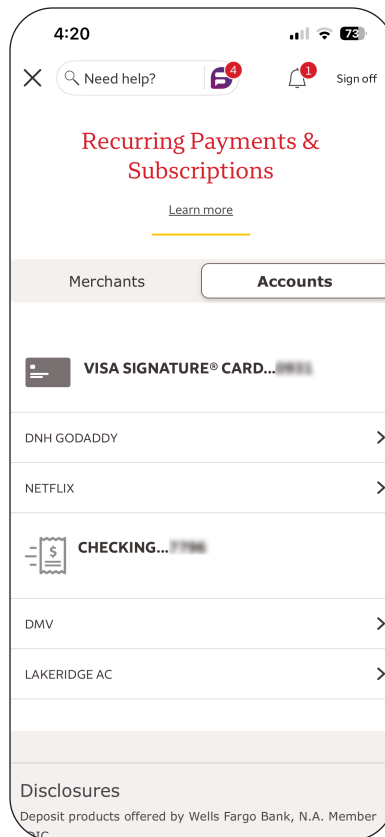 4:20
73
Need help?
4
1
Sign off
Recurring Payments &
Subscriptions
Learn more
Merchants
Accounts
VISA SIGNATURE® CARD...
DNH GODADDY
NETFLIX
CHECKING...
DMV
LAKERIDGE AC
Disclosures
Deposit products offered by Wells Fargo Bank, N.A. Member